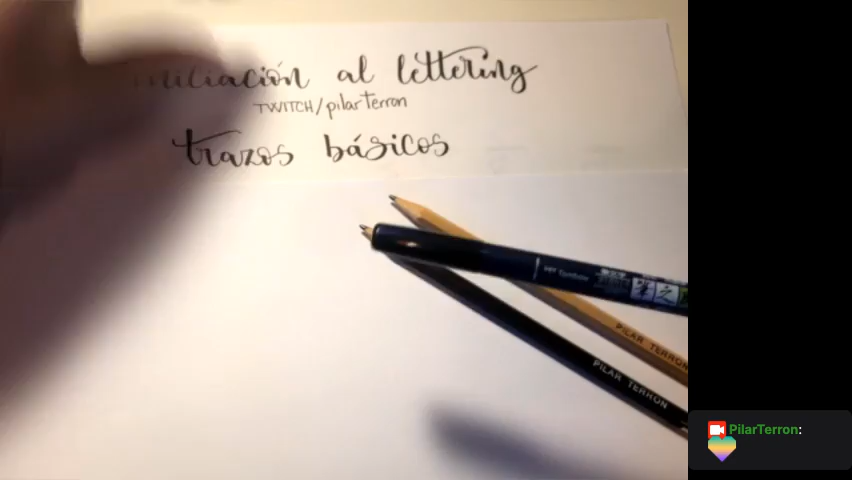 al lettering
TWITCH/pilarTerron
trazos básicos
PILAR TERRON
PILAR TERRON
PilarTerron: